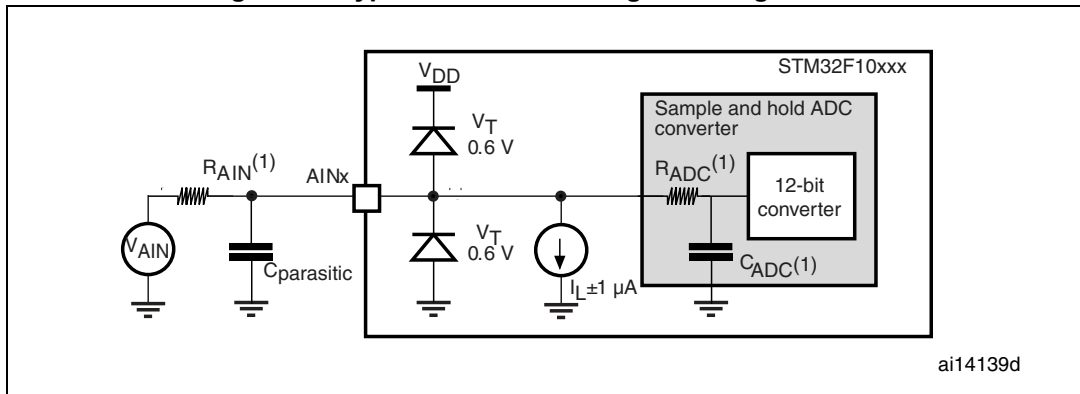 STM32F10xxx
VDD
Sample and hold ADC
converter
VT
0.6 V
RAIN(1)
AINx
RADC(1)
12-bit
converter
VAIN
Cparasitic
VT
0.6 V
IL±1 µA
CADC(1)
ai14139d